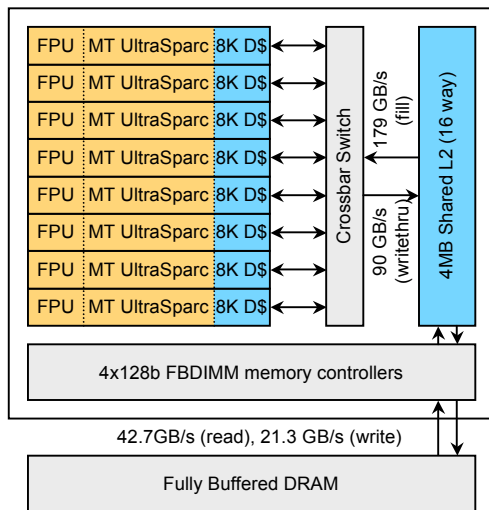 FPU MT UltraSparc 8K D$
FPU MT UltraSparc 8K D$
FPU MT UltraSparc 8K D$
FPU MT UltraSparc 8K D$
FPU MT UltraSparc 8K D$
FPU MT UltraSparc 8K D$
FPU MT UltraSparc 8K D$
FPU MT UltraSparc 8K D$
Crossbar Switch
179 GB/s
(fill)
90 GB/s
(writethru)
4MB Shared L2 (16 way)
4x128b FBDIMM memory controllers
42.7GB/s (read), 21.3 GB/s (write)
Fully Buffered DRAM